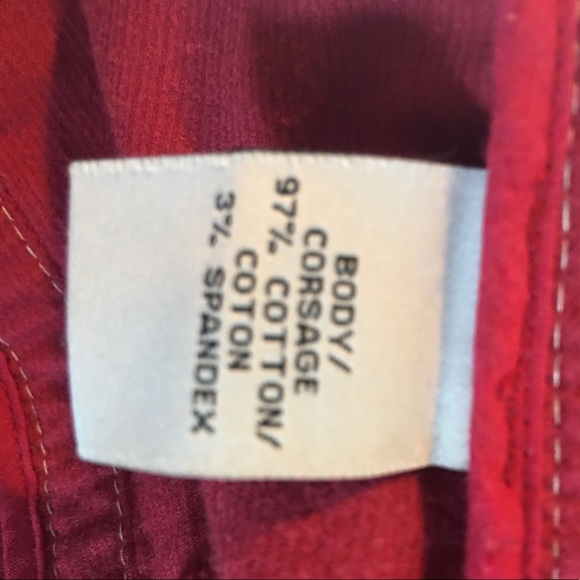 BODY/
CORSAGE
97% COTTON/
COTON
3% SPANDEX